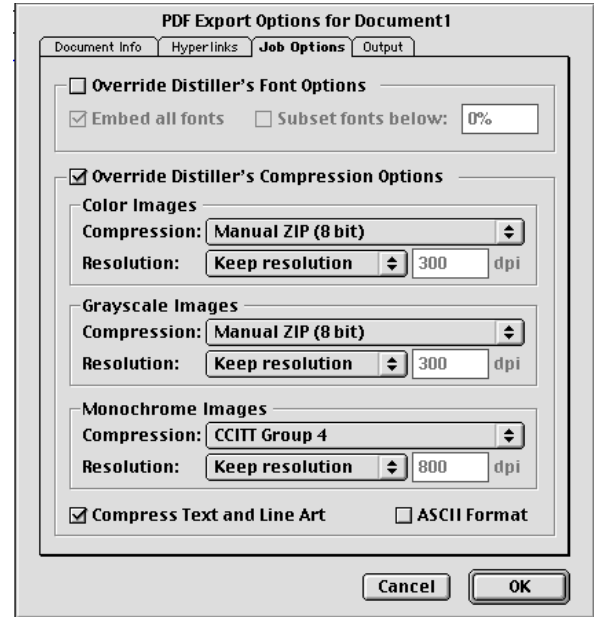 PDF Export Options for Document1
Document Info Hyperlinks Job Options Output
Override Distiller's Font Options
Embed all fonts Subset fonts below: 0%
Override Distiller's Compression Options
Color Images
Compression: Manual ZIP (8 bit)
Resolution: Keep resolution 300 dpi
Grayscale Images
Compression: Manual ZIP (8 bit)
Resolution: Keep resolution 300 dpi
Monochrome Images
Compression: CCITT Group 4
Resolution: Keep resolution 800 dpi
Compress Text and Line Art ASCII Format
Cancel OK